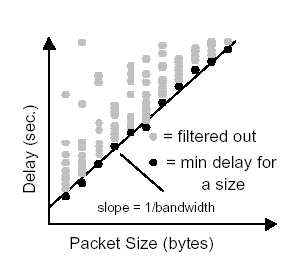 Delay (sec.)
= filtered out
= min delay for
a size
slope = 1/bandwidth
Packet Size (bytes)